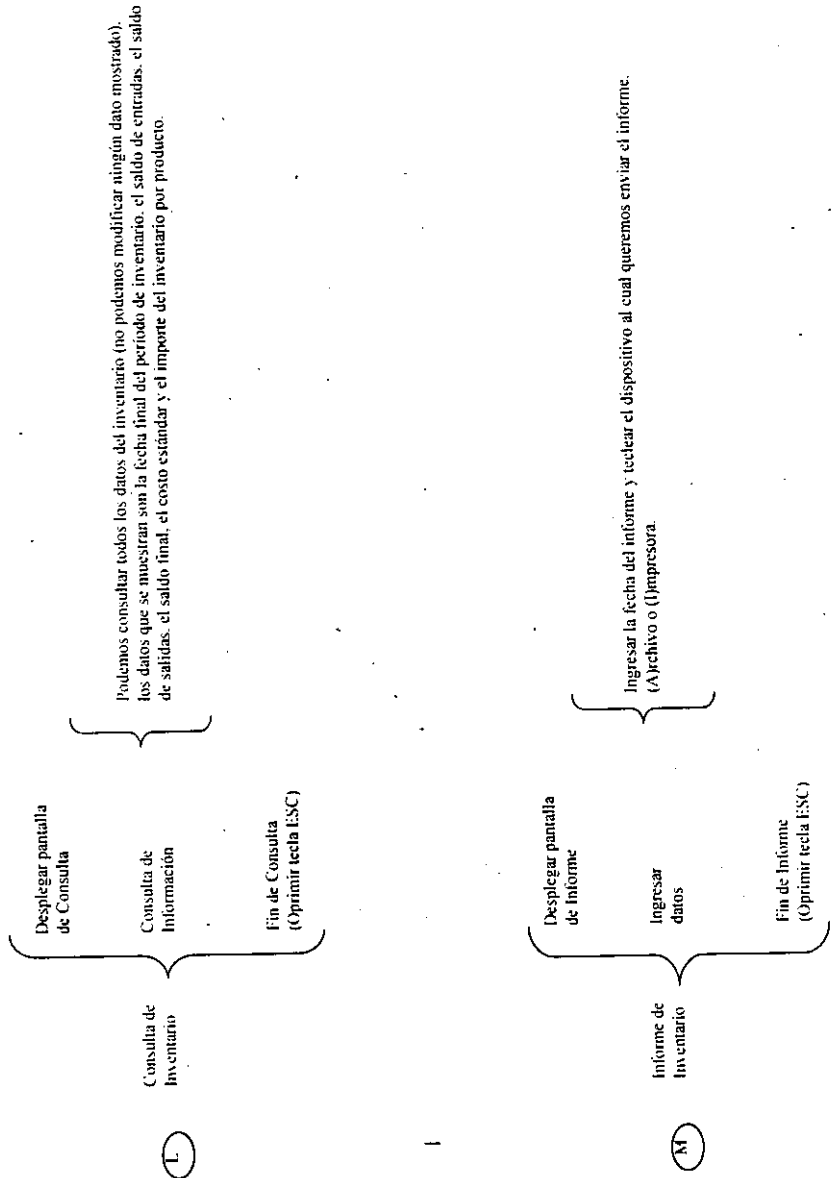 L
Consulta de
Inventario
Desplegar pantalla
de Consulta
Consulta de
Información
Fin de Consulta
(Oprimir tecla ESC)
Podemos consultar todos los datos del inventario (no podemos modificar ningún dato mostrado).
los datos que se muestran son la fecha final del período de inventario. el saldo de entradas. el saldo
de salidas. el saldo final, el costo estándar y el importe del inventario por producto.
M
Informe de
Inventario
Desplegar pantalla
de Informe
Ingresar
datos
Fin de Informe
(Oprimir tecla ESC)
Ingresar la fecha del informe y teclear el dispositivo al cual queremos enviar el informe.
(A)rchivo o (I)mpresora.